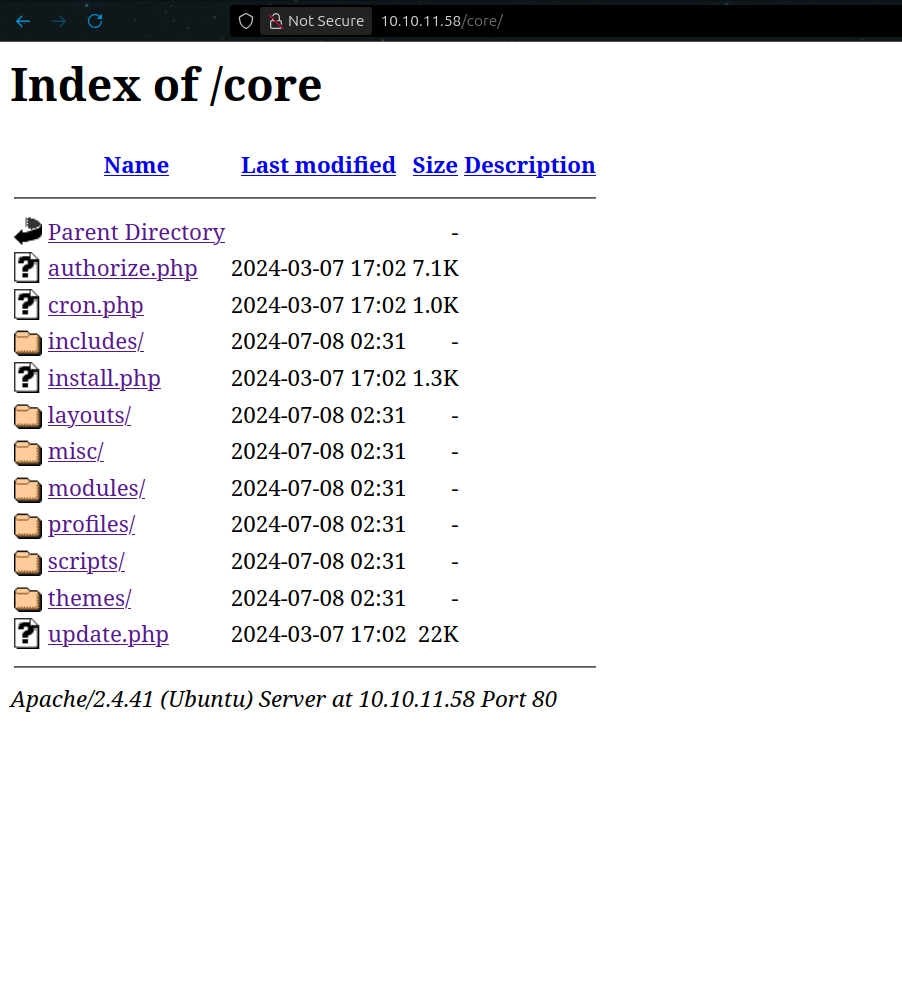 Not Secure 10.10.11.58/core/
Index of /core
Name Last modified Size Description
Parent Directory -
authorize.php 2024-03-07 17:02 7.1K
cron.php 2024-03-07 17:02 1.0K
includes/ 2024-07-08 02:31 -
install.php 2024-03-07 17:02 1.3K
layouts/ 2024-07-08 02:31 -
misc/ 2024-07-08 02:31 -
modules/ 2024-07-08 02:31 -
profiles/ 2024-07-08 02:31 -
scripts/ 2024-07-08 02:31 -
themes/ 2024-07-08 02:31 -
update.php 2024-03-07 17:02 22K
Apache/2.4.41 (Ubuntu) Server at 10.10.11.58 Port 80